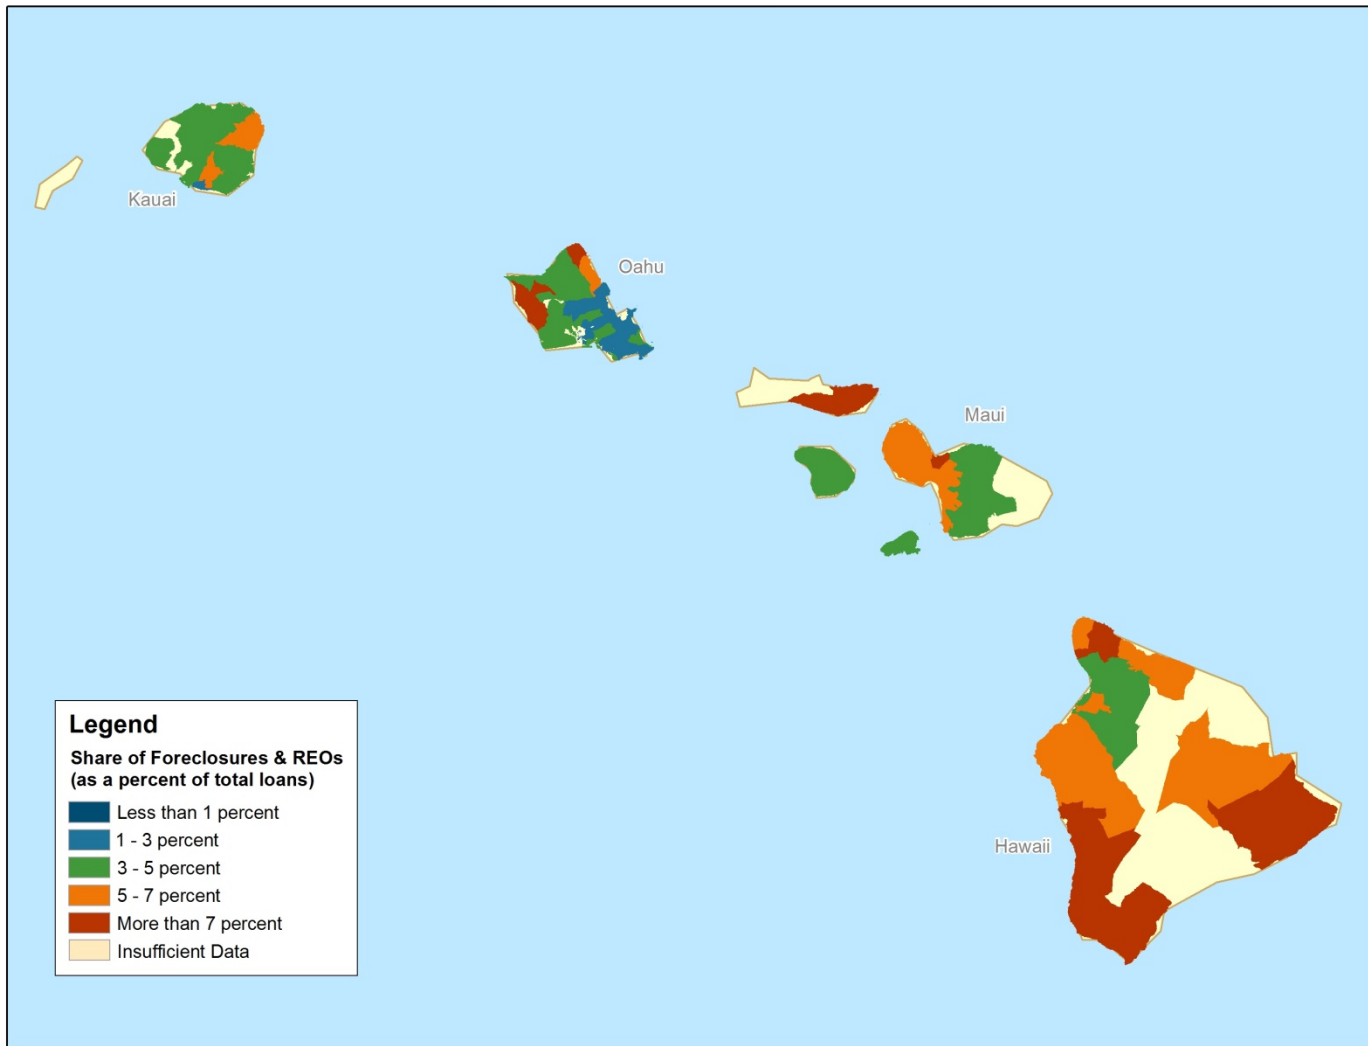 Kauai
Oahu
Maui
Hawaii
Legend
Share of Foreclosures & REOs
(as a percent of total loans)
Less than 1 percent
1 - 3 percent
3 - 5 percent
5 - 7 percent
More than 7 percent
Insufficient Data